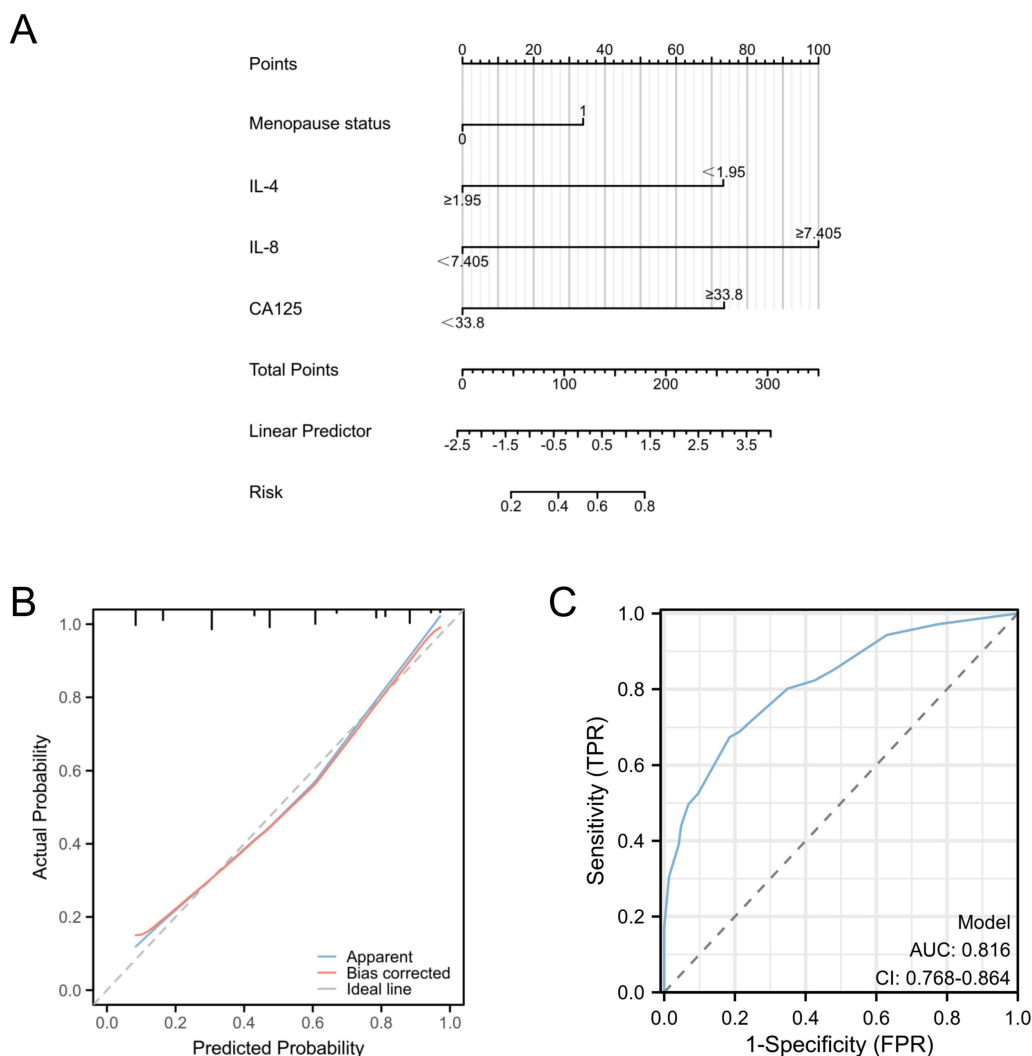 A
Points
0 20 40 60 80 100
Menopause status
1
0
IL-4
<1.95
≥1.95
IL-8
≥7.405
<7.405
CA125
≥33.8
<33.8
Total Points
0 100 200 300
Linear Predictor
-2.5 -1.5 -0.5 0.5 1.5 2.5 3.5
Risk
0.2 0.4 0.6 0.8
B
Actual Probability
1.0
0.8
0.6
0.4
0.2
0.0
Apparent
Bias corrected
Ideal line
0.0 0.2 0.4 0.6 0.8 1.0
Predicted Probability
C
Sensitivity (TPR)
1.0
0.8
0.6
0.4
0.2
0.0
Model
AUC: 0.816
CI: 0.768-0.864
0.0 0.2 0.4 0.6 0.8 1.0
1-Specificity (FPR)